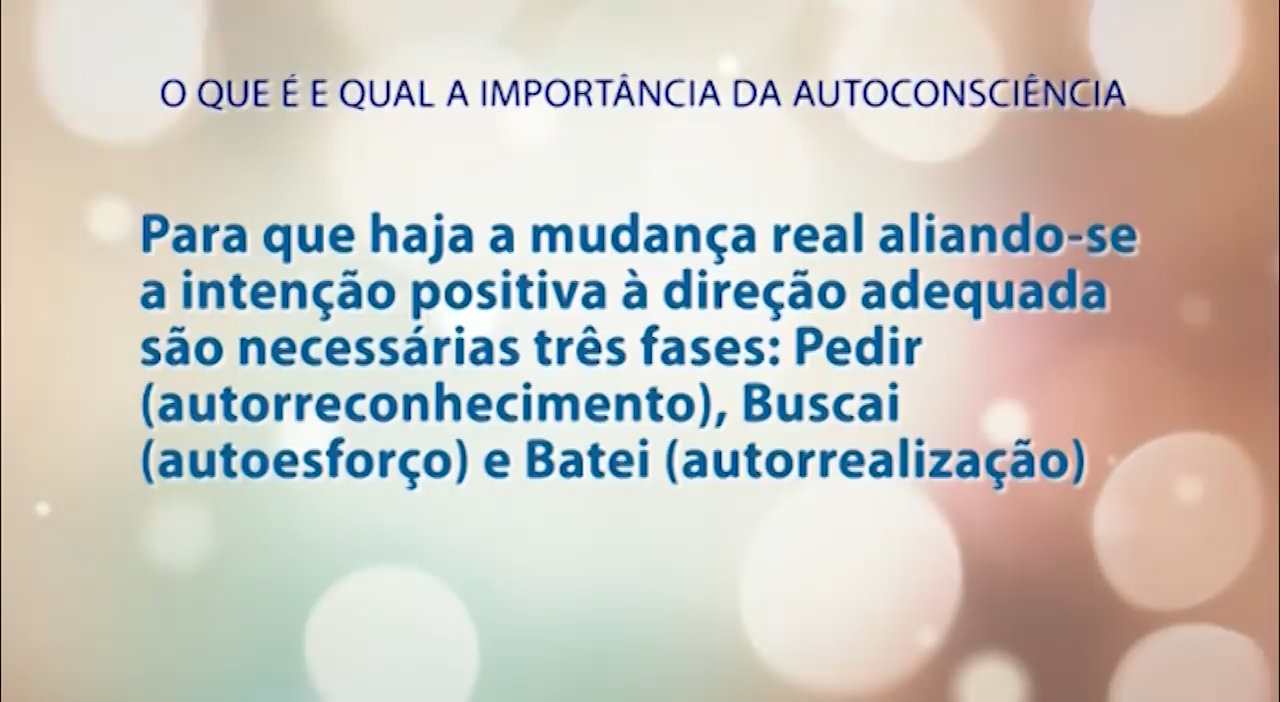 O QUE É E QUAL A IMPORTÂNCIA DA AUTOCONSCIÊNCIA
Para que haja a mudança real aliando-se
a intenção positiva à direção adequada
são necessárias três fases: Pedir
(autorreconhecimento), Buscai
(autoesforço) e Batei (autorrealização)